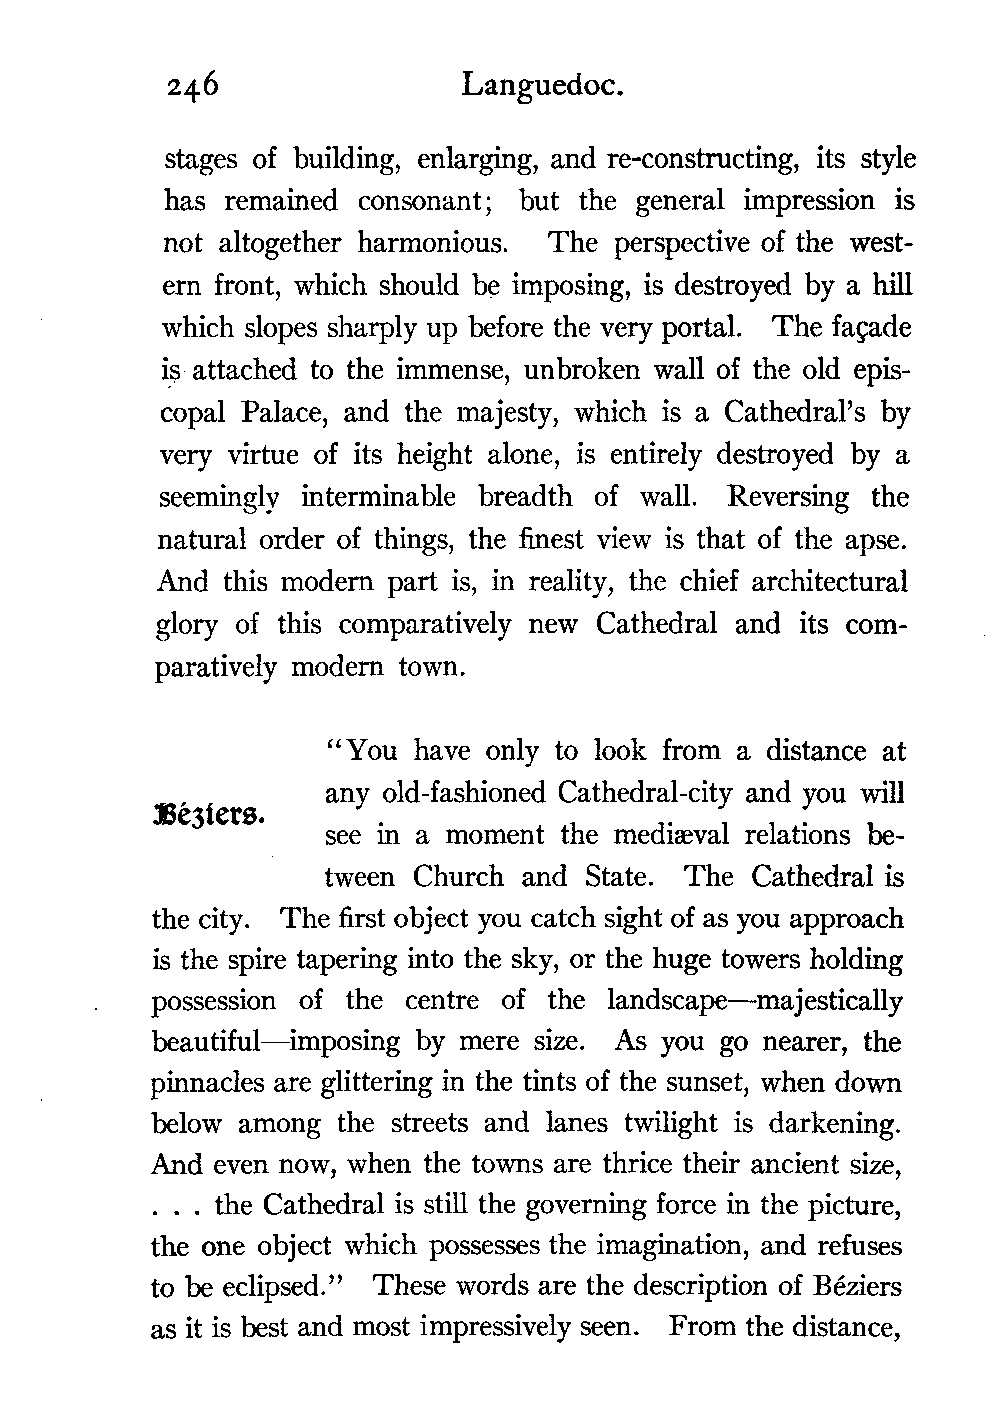 246 Languedoc.
stages of building, enlarging, and re-constructing, its style
has remained consonant; but the general impression is
not altogether harmonious. The perspective of the west-
ern front, which should be imposing, is destroyed by a hill
which slopes sharply up before the very portal. The façade
is attached to the immense, unbroken wall of the old epis-
copal Palace, and the majesty, which is a Cathedral's by
very virtue of its height alone, is entirely destroyed by a
seemingly interminable breadth of wall. Reversing the
natural order of things, the finest view is that of the apse.
And this modern part is, in reality, the chief architectural
glory of this comparatively new Cathedral and its com-
paratively modern town.
Béziers.
"You have only to look from a distance at
any old-fashioned Cathedral-city and you will
see in a moment the mediæval relations be-
tween Church and State. The Cathedral is
the city. The first object you catch sight of as you approach
is the spire tapering into the sky, or the huge towers holding
possession of the centre of the landscape—majestically
beautiful—imposing by mere size. As you go nearer, the
pinnacles are glittering in the tints of the sunset, when down
below among the streets and lanes twilight is darkening.
And even now, when the towns are thrice their ancient size,
. . . the Cathedral is still the governing force in the picture,
the one object which possesses the imagination, and refuses
to be eclipsed." These words are the description of Béziers
as it is best and most impressively seen. From the distance,